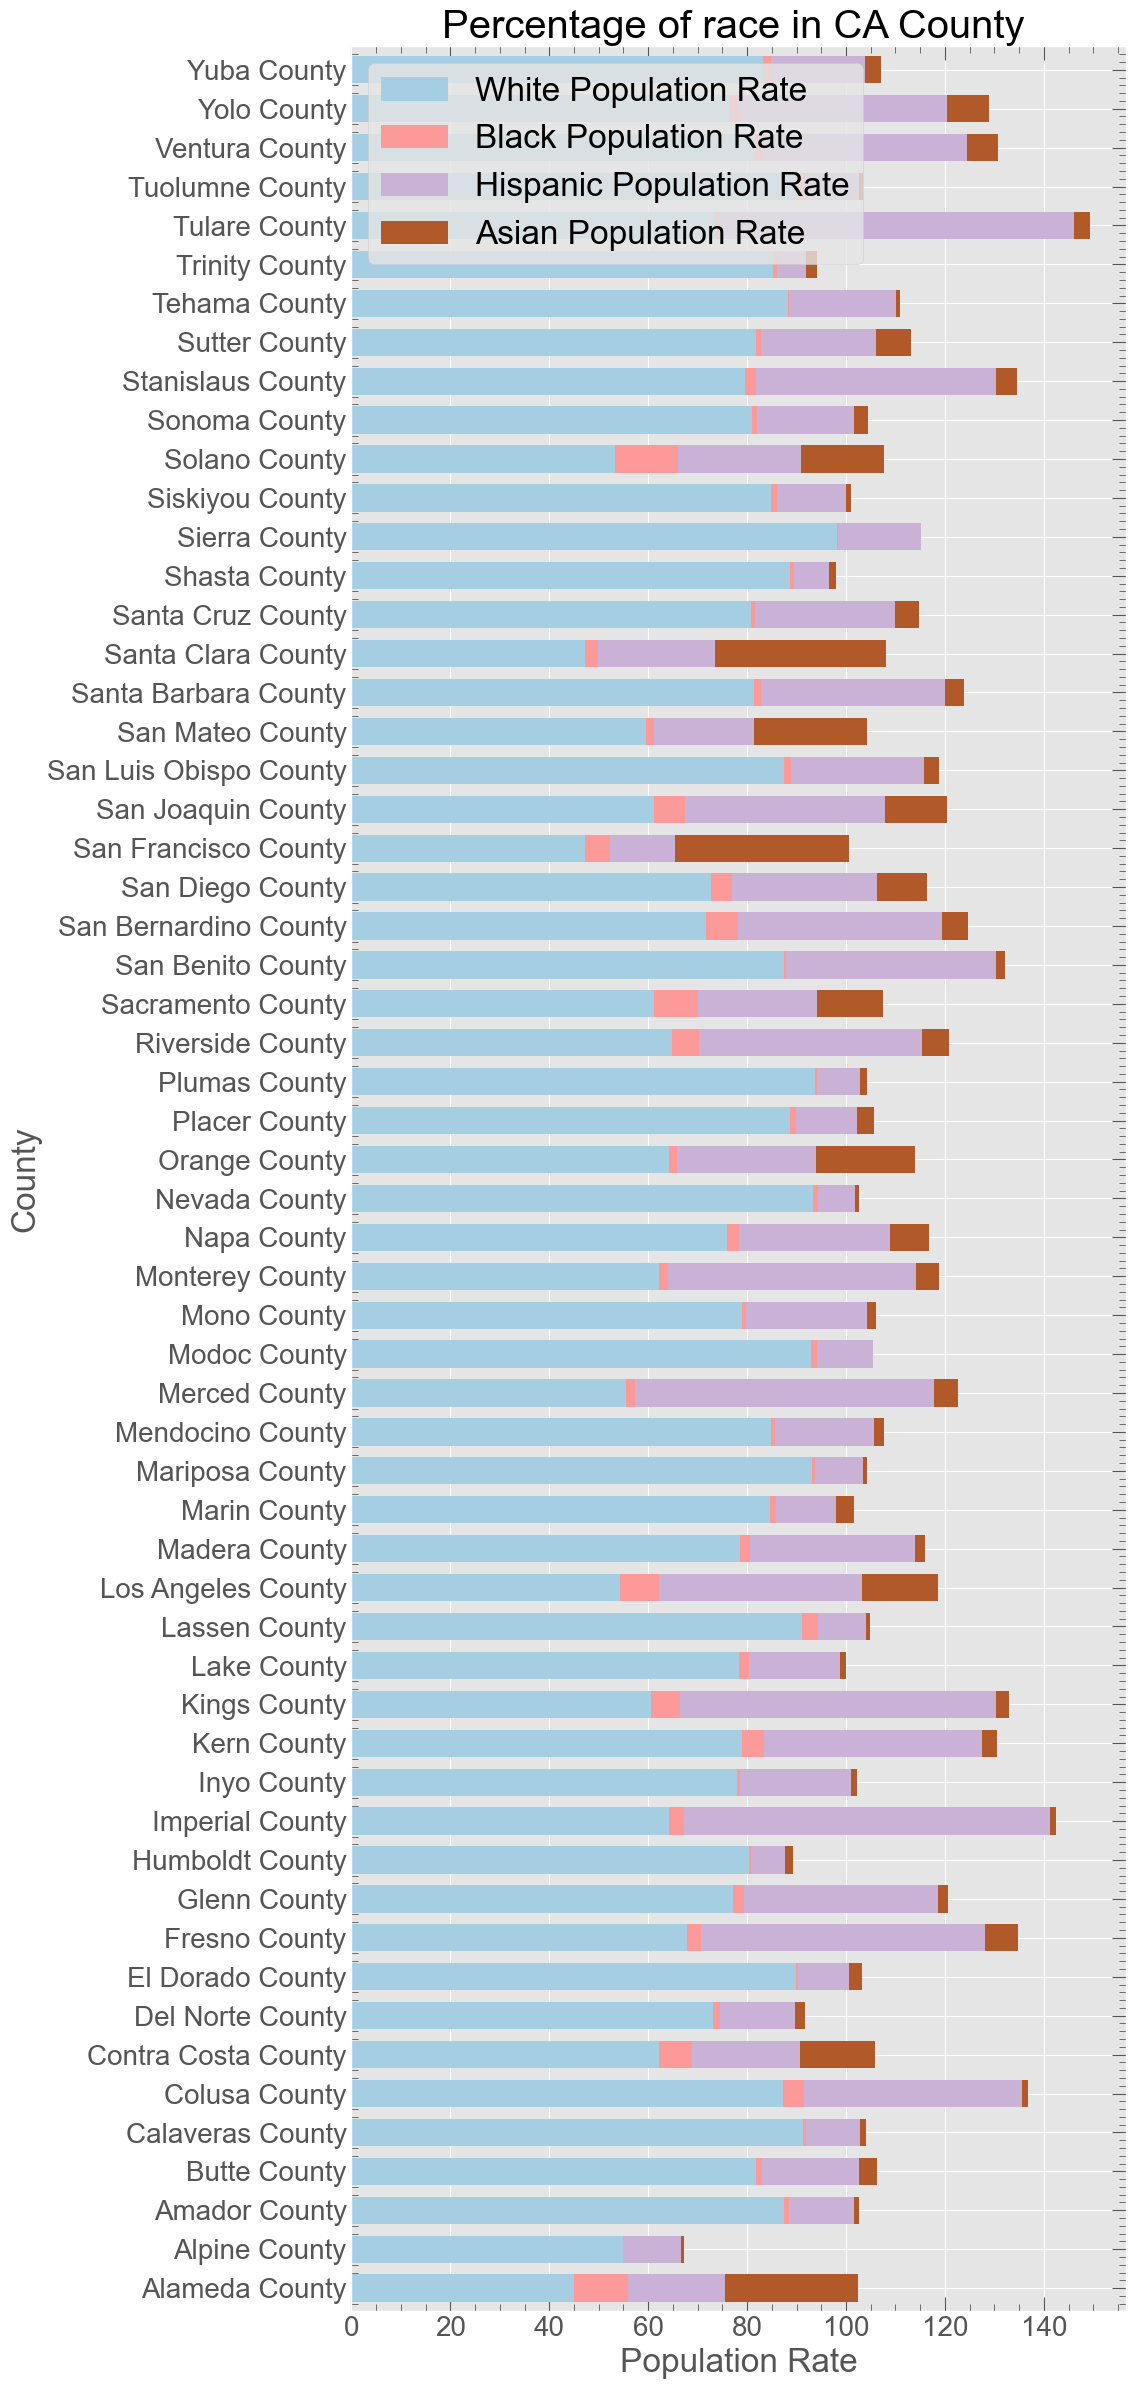 Percentage of race in CA County
White Population Rate
Black Population Rate
Hispanic Population Rate
Asian Population Rate
Yuba County
Yolo County
Ventura County
Tuolumne County
Tulare County
Trinity County
Tehama County
Sutter County
Stanislaus County
Sonoma County
Solano County
Siskiyou County
Sierra County
Shasta County
Santa Cruz County
Santa Clara County
Santa Barbara County
San Mateo County
San Luis Obispo County
San Joaquin County
San Francisco County
San Diego County
San Bernardino County
San Benito County
Sacramento County
Riverside County
Plumas County
Placer County
Orange County
Nevada County
Napa County
Monterey County
Mono County
Modoc County
Merced County
Mendocino County
Mariposa County
Marin County
Madera County
Los Angeles County
Lassen County
Lake County
Kings County
Kern County
Inyo County
Imperial County
Humboldt County
Glenn County
Fresno County
El Dorado County
Del Norte County
Contra Costa County
Colusa County
Calaveras County
Butte County
Amador County
Alpine County
Alameda County
County
0 20 40 60 80 100 120 140
Population Rate